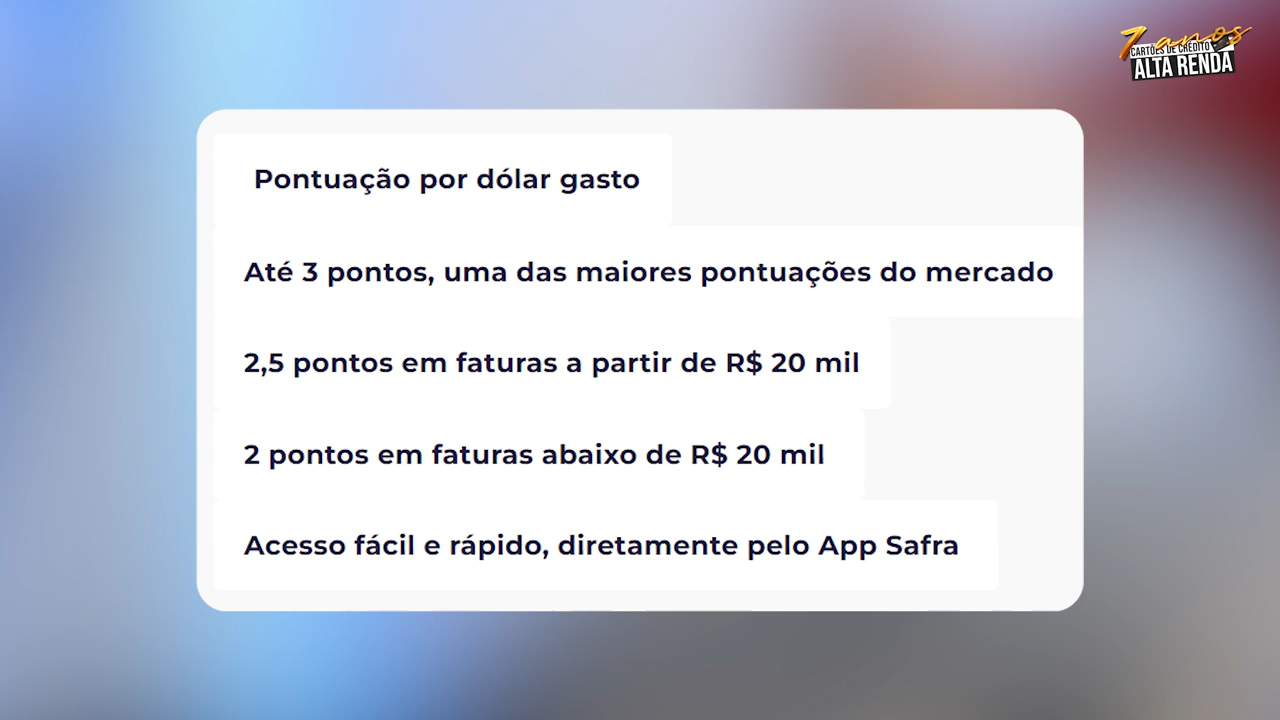 7 anos
CARTÕES DE CRÉDITO
ALTA RENDA
Pontuação por dólar gasto
Até 3 pontos, uma das maiores pontuações do mercado
2,5 pontos em faturas a partir de R$ 20 mil
2 pontos em faturas abaixo de R$ 20 mil
Acesso fácil e rápido, diretamente pelo App Safra